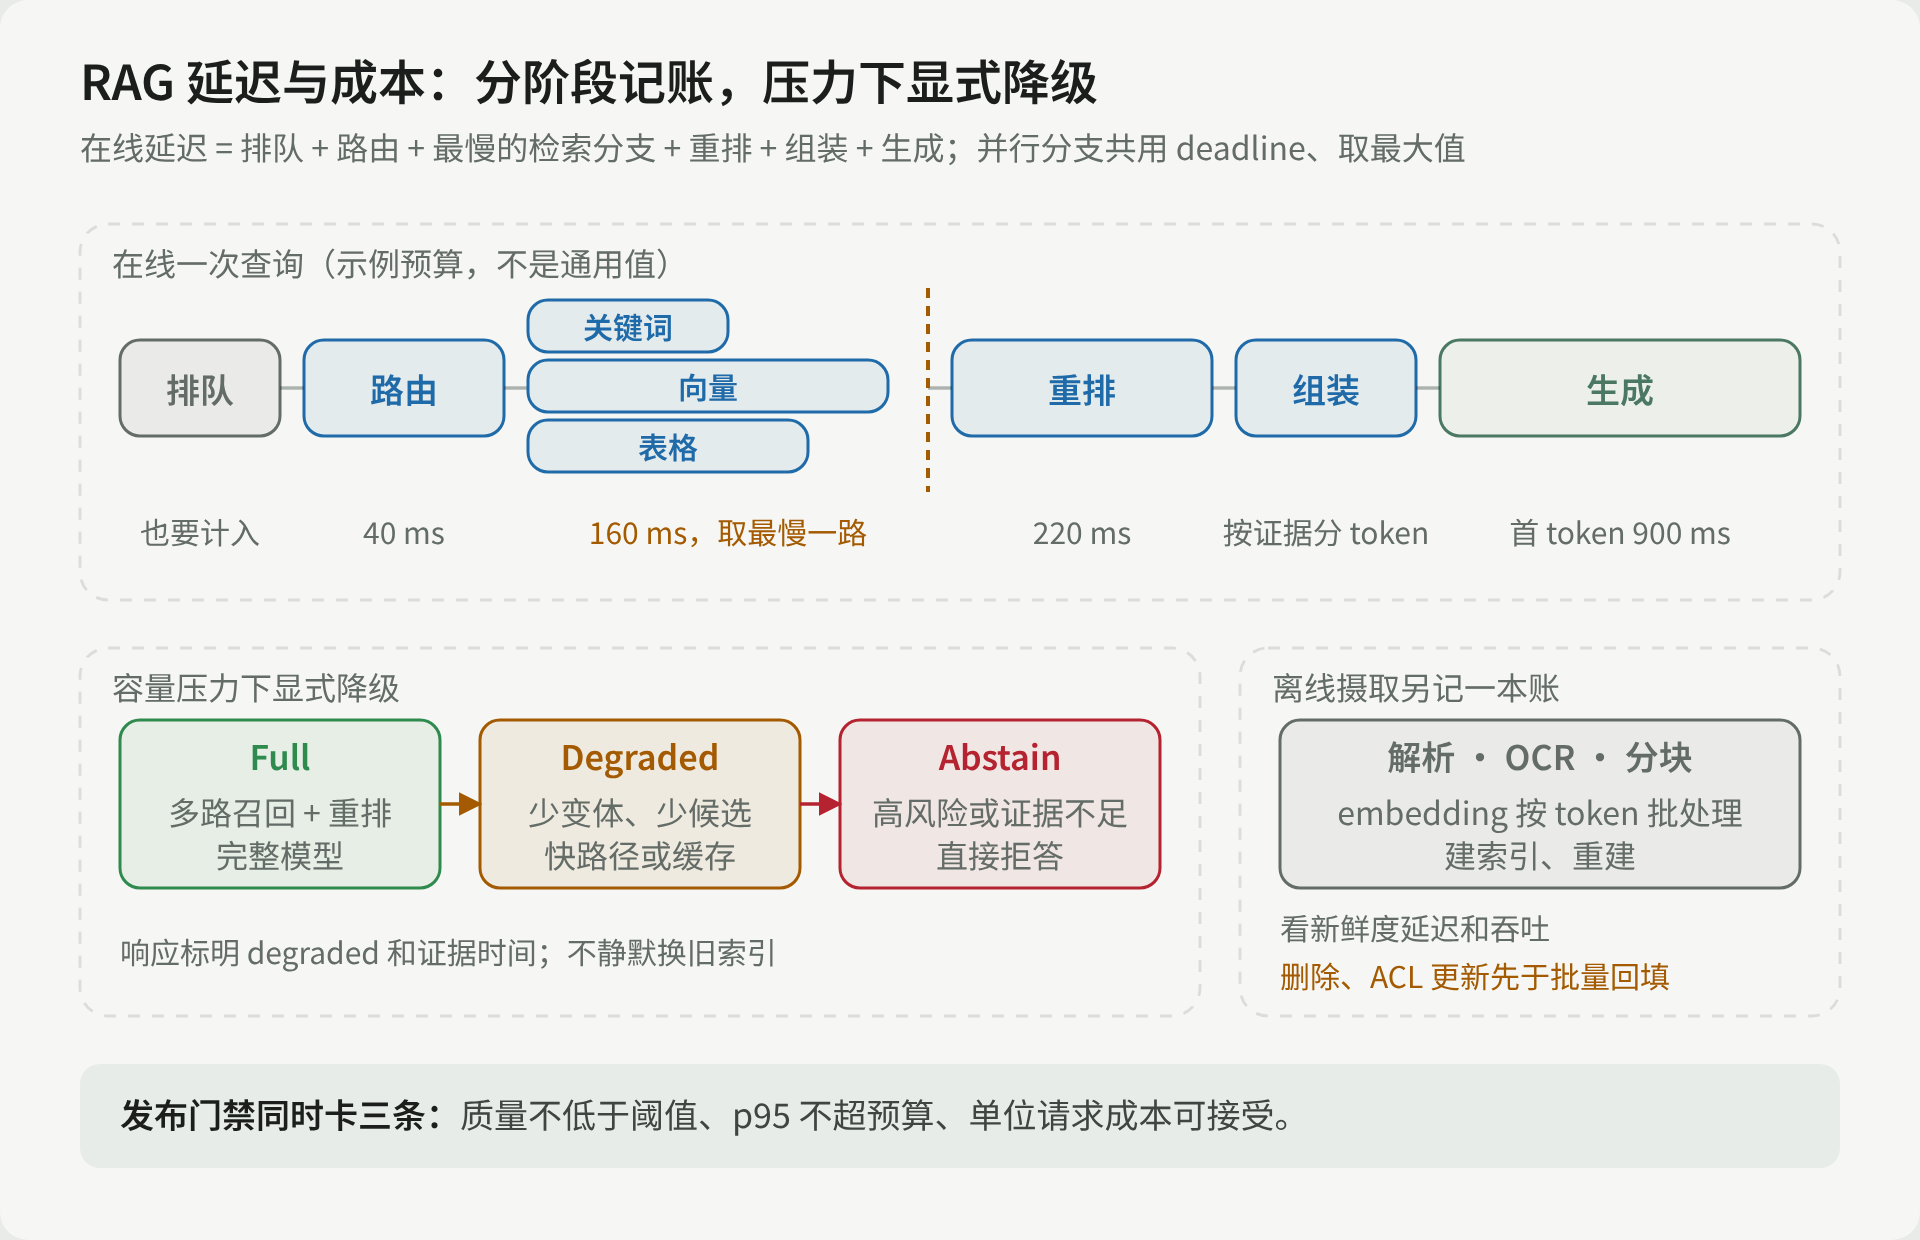 RAG 延迟与成本：分阶段记账，压力下显式降级
在线延迟 = 排队 + 路由 + 最慢的检索分支 + 重排 + 组装 + 生成；并行分支共用 deadline、取最大值
在线一次查询（示例预算，不是通用值）
排队
路由
关键词
向量
表格
重排
组装
生成
也要计入
40 ms
160 ms，取最慢一路
220 ms
按证据分 token
首 token 900 ms
容量压力下显式降级
Full
多路召回 + 重排
完整模型
Degraded
少变体、少候选
快路径或缓存
Abstain
高风险或证据不足
直接拒答
响应标明 degraded 和证据时间；不静默换旧索引
离线摄取另记一本账
解析 · OCR · 分块
embedding 按 token 批处理
建索引、重建
看新鲜度延迟和吞吐
删除、ACL 更新先于批量回填
发布门禁同时卡三条：质量不低于阈值、p95 不超预算、单位请求成本可接受。